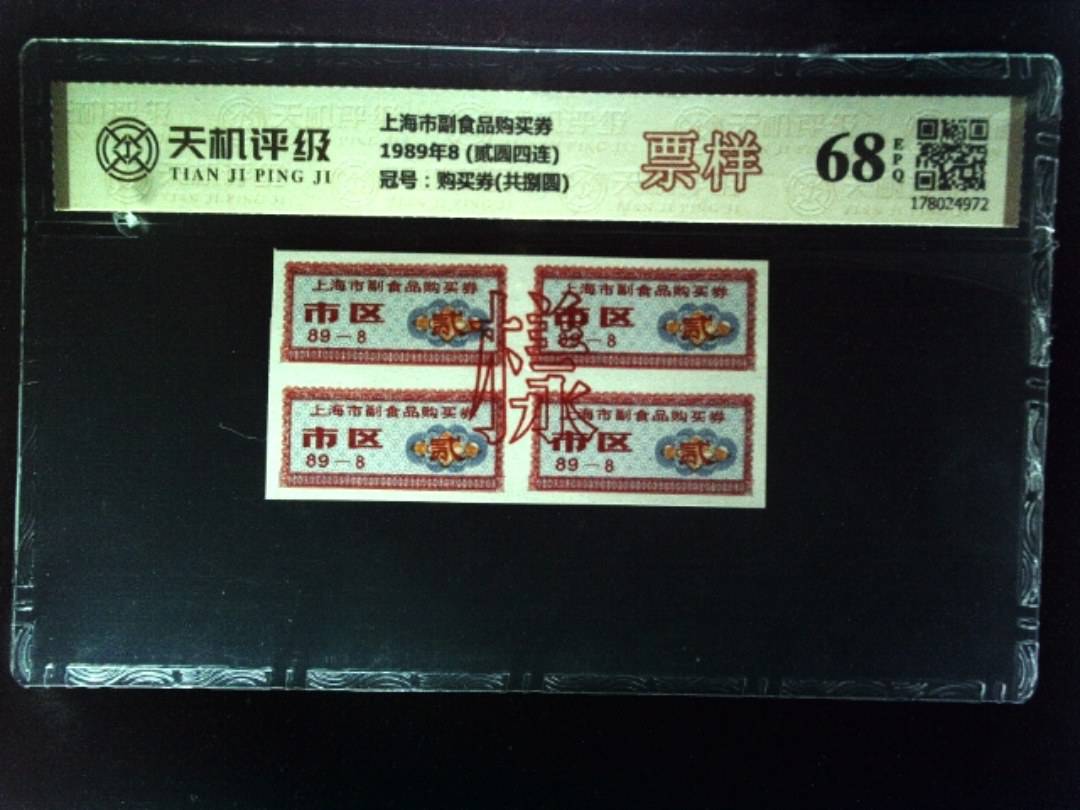 天机评级
TIAN JI PING JI
上海市副食品购买券
1989年8 (贰圆四连)
冠号：购买券(共捌圆)
票样
68
EPQ
178024972
上海市副食品购买券
市区
89-8
贰
上海市副食品购买券
市区
89-8
贰
样
上海市副食品购买券
市区
89-8
贰
上海市副食品购买券
市区
89-8
贰